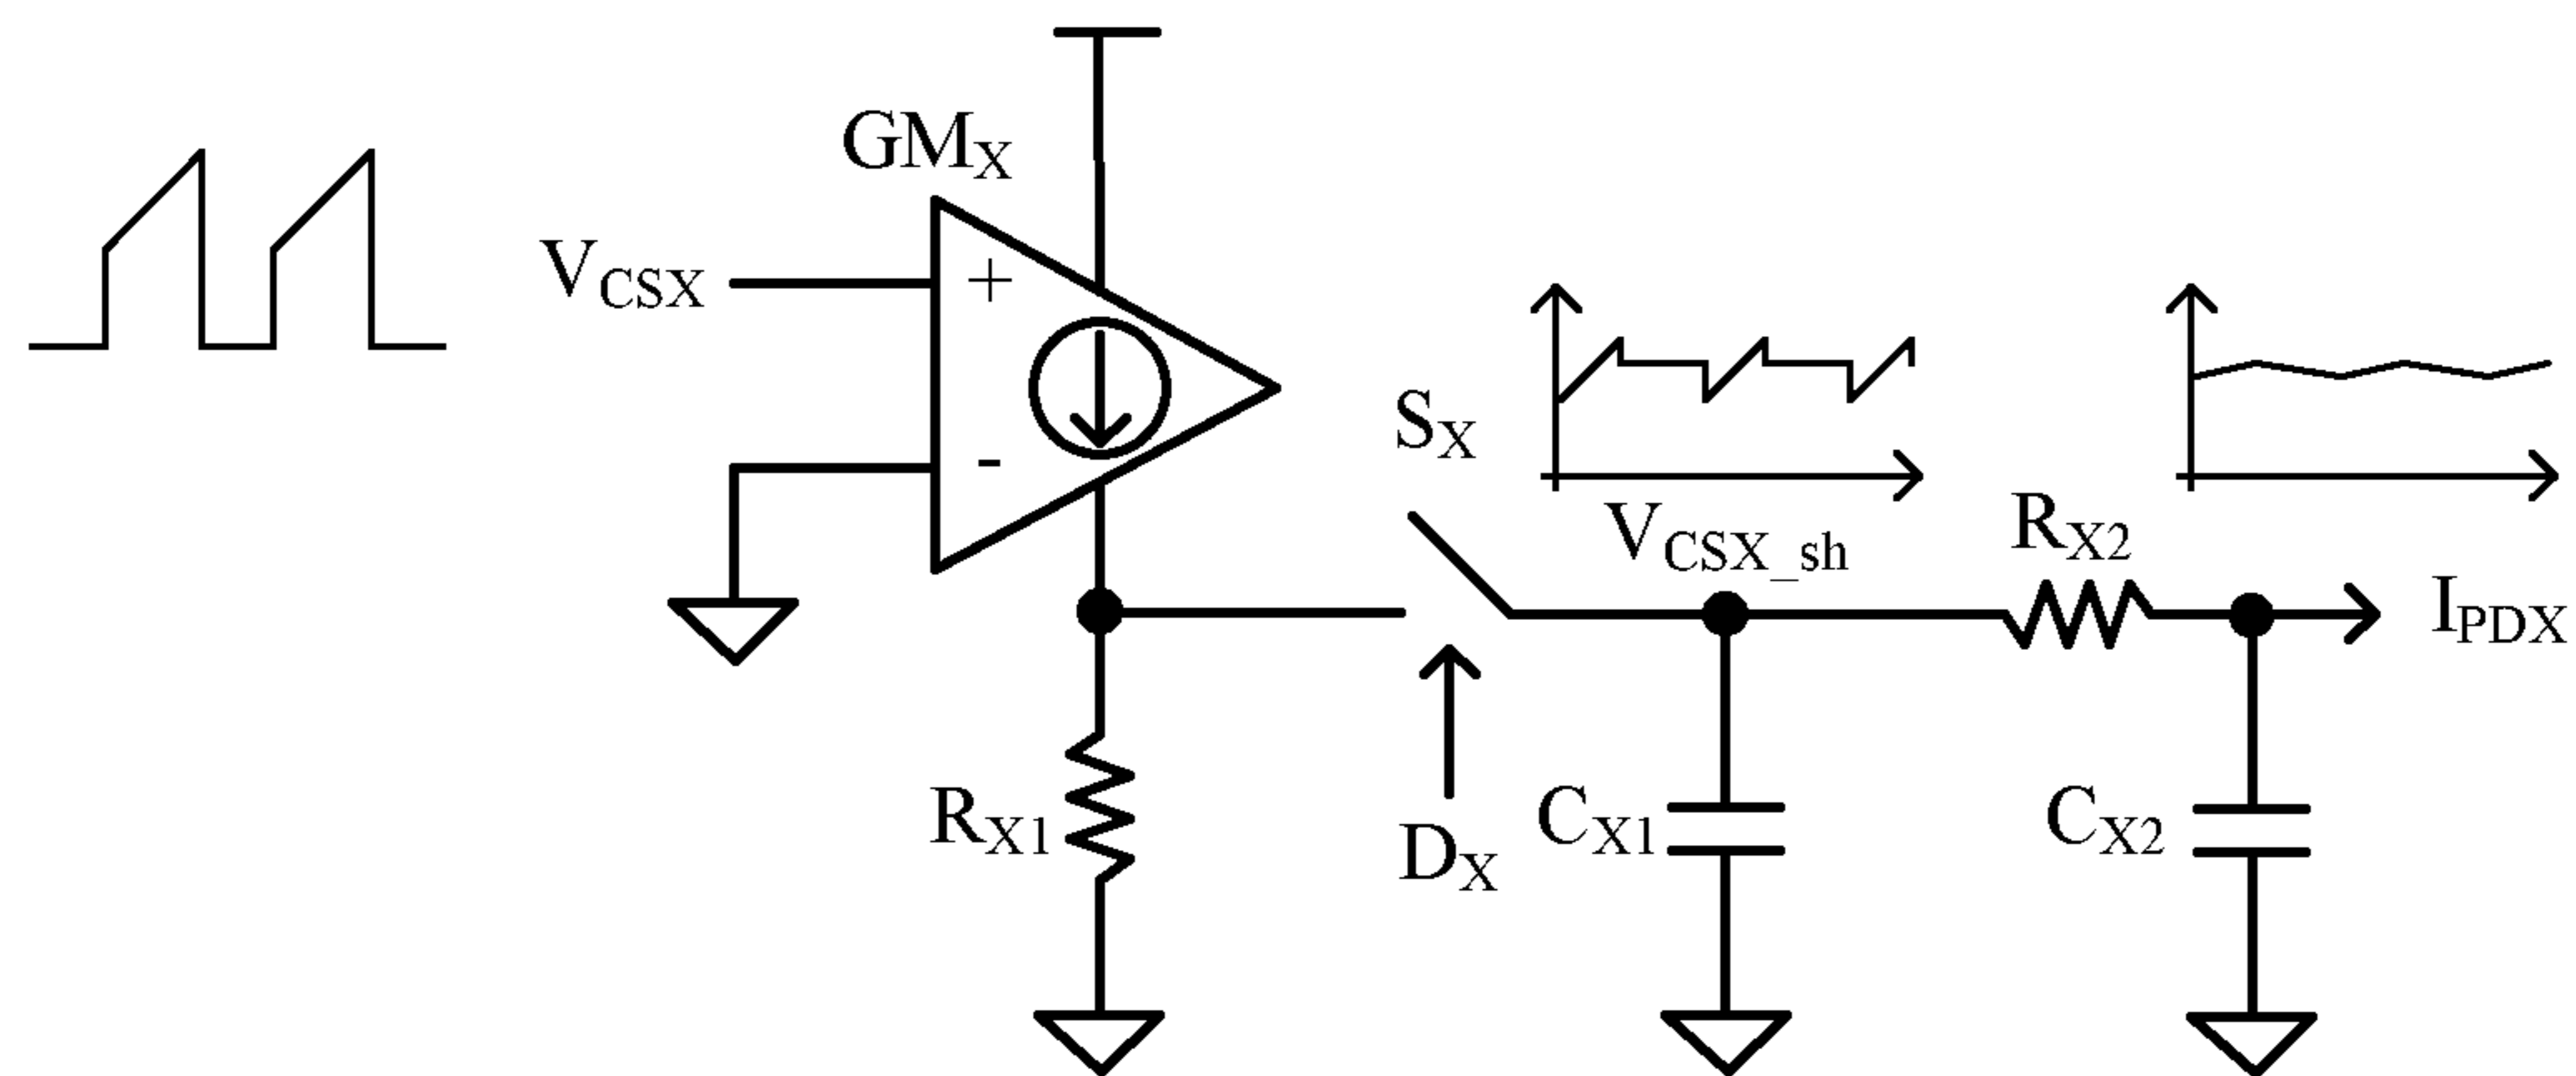 GMX
VCSX
+
-
SX
VCSX_sh
RX2
IPDX
RX1
DX
CX1
CX2